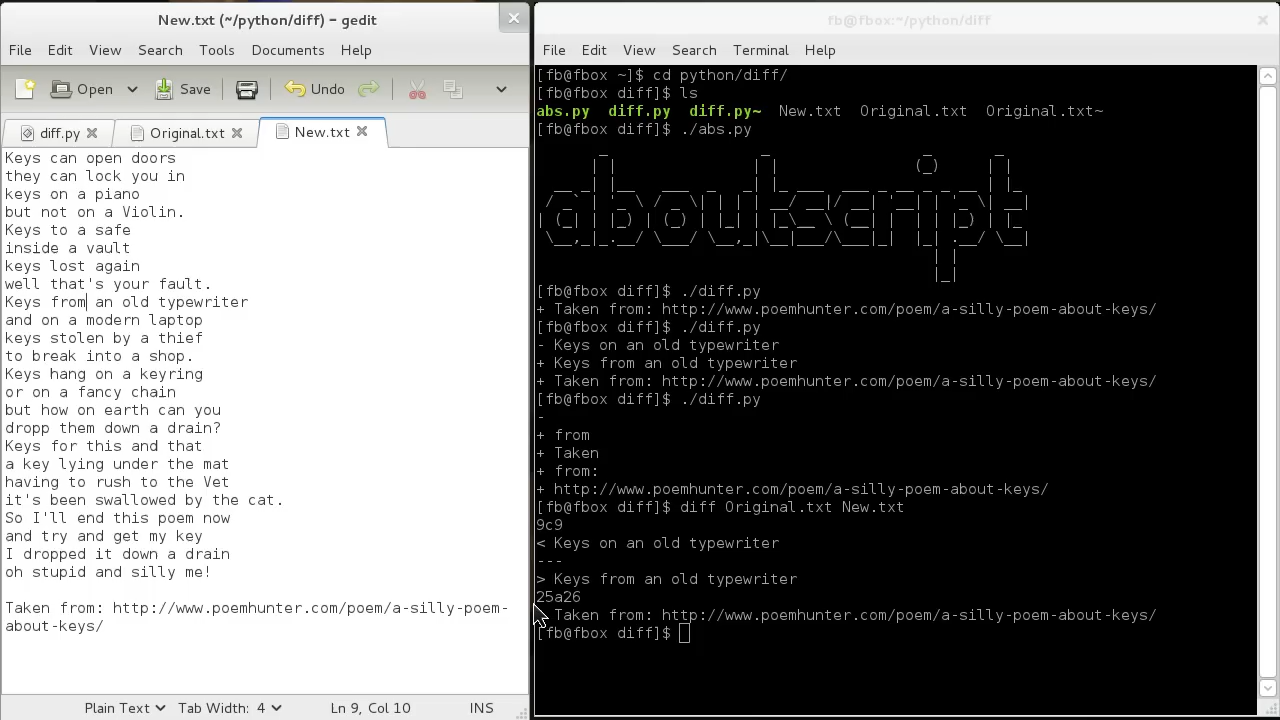 New.txt (~/python/diff) - gedit
File Edit View Search Tools Documents Help
Open Save Undo
diff.py Original.txt New.txt
Keys can open doors
they can lock you in
keys on a piano
but not on a Violin.
Keys to a safe
inside a vault
keys lost again
well that's your fault.
Keys from an old typewriter
and on a modern laptop
keys stolen by a thief
to break into a shop.
Keys hang on a keyring
or on a fancy chain
but how on earth can you
dropp them down a drain?
Keys for this and that
a key lying under the mat
having to rush to the Vet
it's been swallowed by the cat.
So I'll end this poem now
and try and get my key
I dropped it down a drain
oh stupid and silly me!
Taken from: http://www.poemhunter.com/poem/a-silly-poem-
about-keys/
Plain Text Tab Width: 4 Ln 9, Col 10 INS
fb@fbox:~/python/diff
File Edit View Search Terminal Help
[fb@fbox ~]$ cd python/diff/
[fb@fbox diff]$ ls
abs.py diff.py diff.py~ New.txt Original.txt Original.txt~
[fb@fbox diff]$ ./abs.py
aboutscript
[fb@fbox diff]$ ./diff.py
+ Taken from: http://www.poemhunter.com/poem/a-silly-poem-about-keys/
[fb@fbox diff]$ ./diff.py
- Keys on an old typewriter
+ Keys from an old typewriter
+ Taken from: http://www.poemhunter.com/poem/a-silly-poem-about-keys/
[fb@fbox diff]$ ./diff.py
-
+ from
+ Taken
+ from:
+ http://www.poemhunter.com/poem/a-silly-poem-about-keys/
[fb@fbox diff]$ diff Original.txt New.txt
9c9
< Keys on an old typewriter
---
> Keys from an old typewriter
25a26
Taken from: http://www.poemhunter.com/poem/a-silly-poem-about-keys/
[fb@fbox diff]$